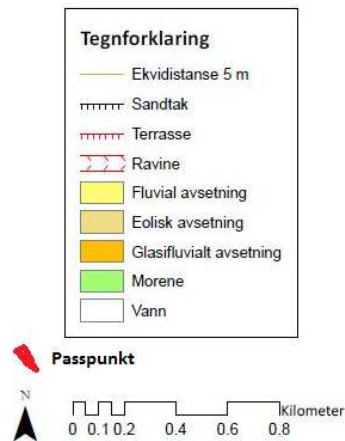 Tegnforklaring
Ekvidistanse 5 m
Sandtak
Terrasse
Ravine
Fluvial avsetning
Eolisk avsetning
Glasifluvialt avsetning
Morene
Vann
Passpunkt
N
Kilometer
0 0.1 0.2 0.4 0.6 0.8